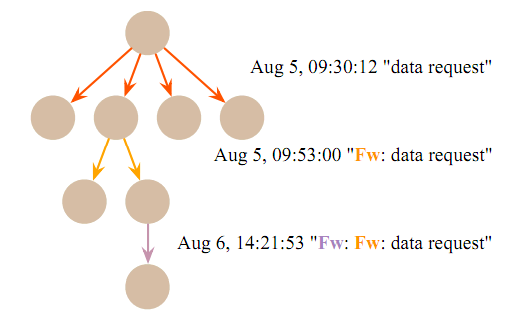 Aug 5, 09:30:12 "data request"
Aug 5, 09:53:00 "Fw: data request"
Aug 6, 14:21:53 "Fw: Fw: data request"